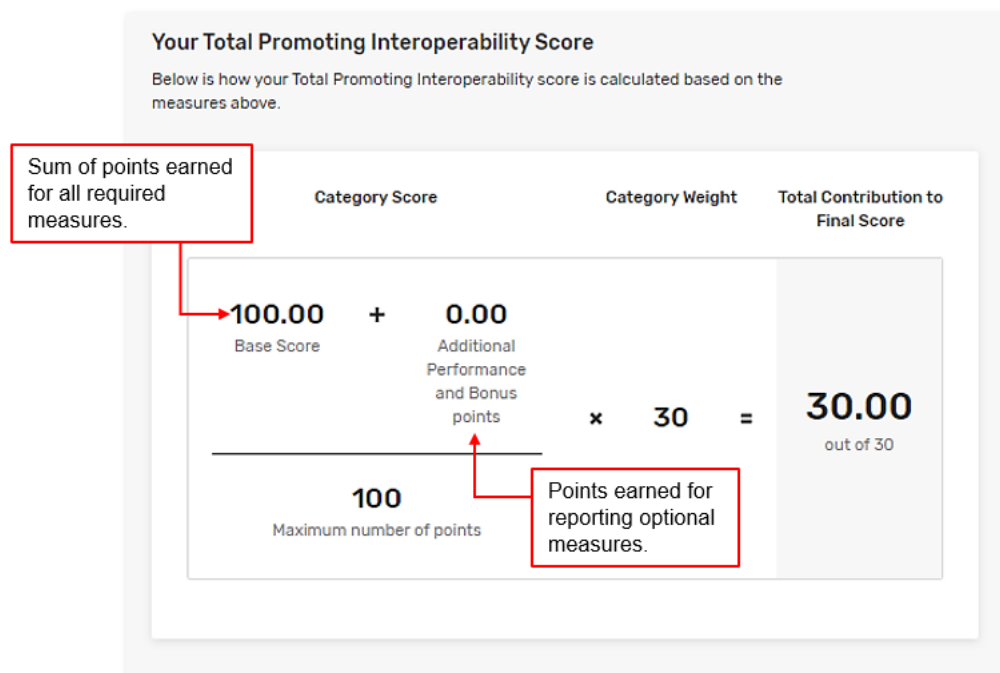 Your Total Promoting Interoperability Score
Below is how your Total Promoting Interoperability score is calculated based on the
measures above.
Sum of points earned
for all required
measures.
Category Score
Category Weight
Total Contribution to
Final Score
100.00
+
0.00
Base Score
Additional
Performance
and Bonus
points
×
30
=
30.00
out of 30
100
Maximum number of points
Points earned for
reporting optional
measures.